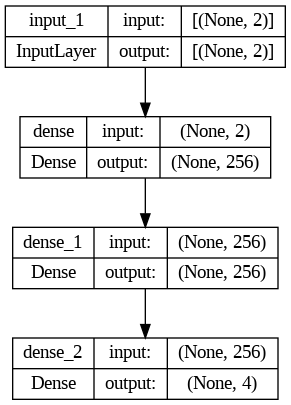 input_1 input: [(None, 2)]
InputLayer output: [(None, 2)]
dense input: (None, 2)
Dense output: (None, 256)
dense_1 input: (None, 256)
Dense output: (None, 256)
dense_2 input: (None, 256)
Dense output: (None, 4)